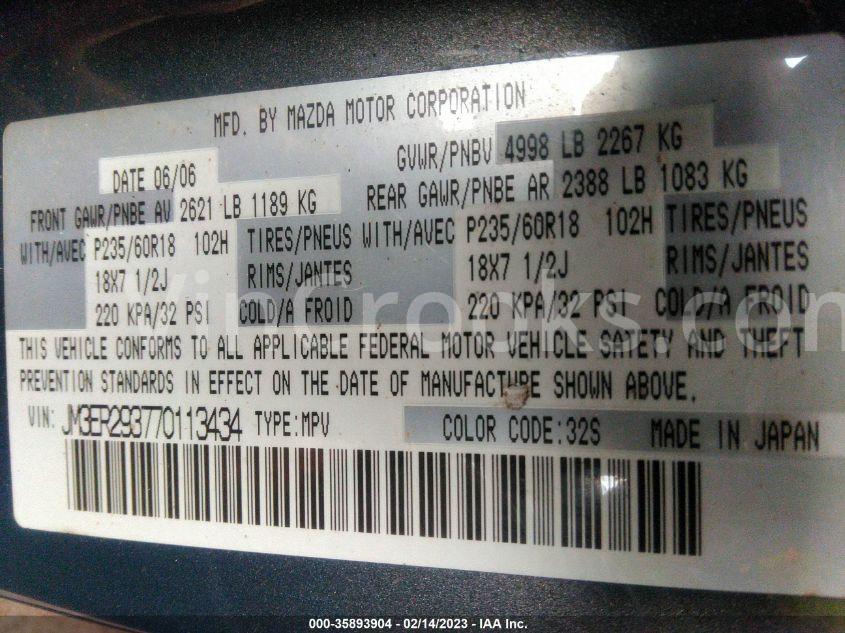 MFD. BY MAZDA MOTOR CORPORATION
DATE 06/06 GVWR/PNBV 4998 LB 2267 KG
FRONT GAWR/PNBE AV 2621 LB 1189 KG REAR GAWR/PNBE AR 2388 LB 1083 KG
WITH/AVEC P235/60R18 102H TIRES/PNEUS WITH/AVEC P235/60R18 102H TIRES/PNEUS
18X7 1/2J RIMS/JANTES 18X7 1/2J RIMS/JANTES
220 KPA/32 PSI COLD/A FROID 220 KPA/32 PSI COLD/A FROID
VinCrooks.com
THIS VEHICLE CONFORMS TO ALL APPLICABLE FEDERAL MOTOR VEHICLE SAFETY AND THEFT
PREVENTION STANDARDS IN EFFECT ON THE DATE OF MANUFACTURE SHOWN ABOVE.
VIN: JM3ER293770113434 TYPE:MPV COLOR CODE:32S MADE IN JAPAN
000-35893904 - 02/14/2023 - IAA Inc.